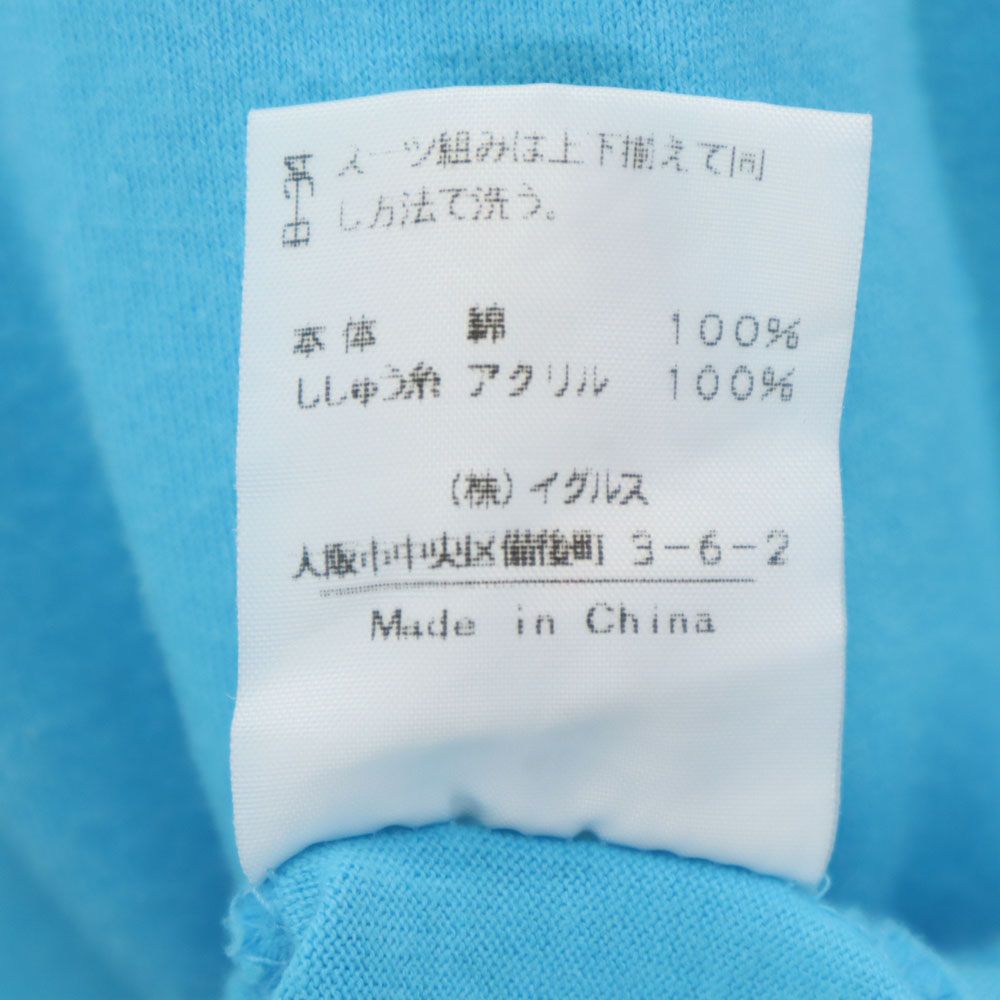 スーツ組みは上下揃えて同
じ方法で洗う。
本体 綿 100%
ししゅう糸 アクリル 100%
(株)イグルス
大阪市中央区備後町 3-6-2
Made in China